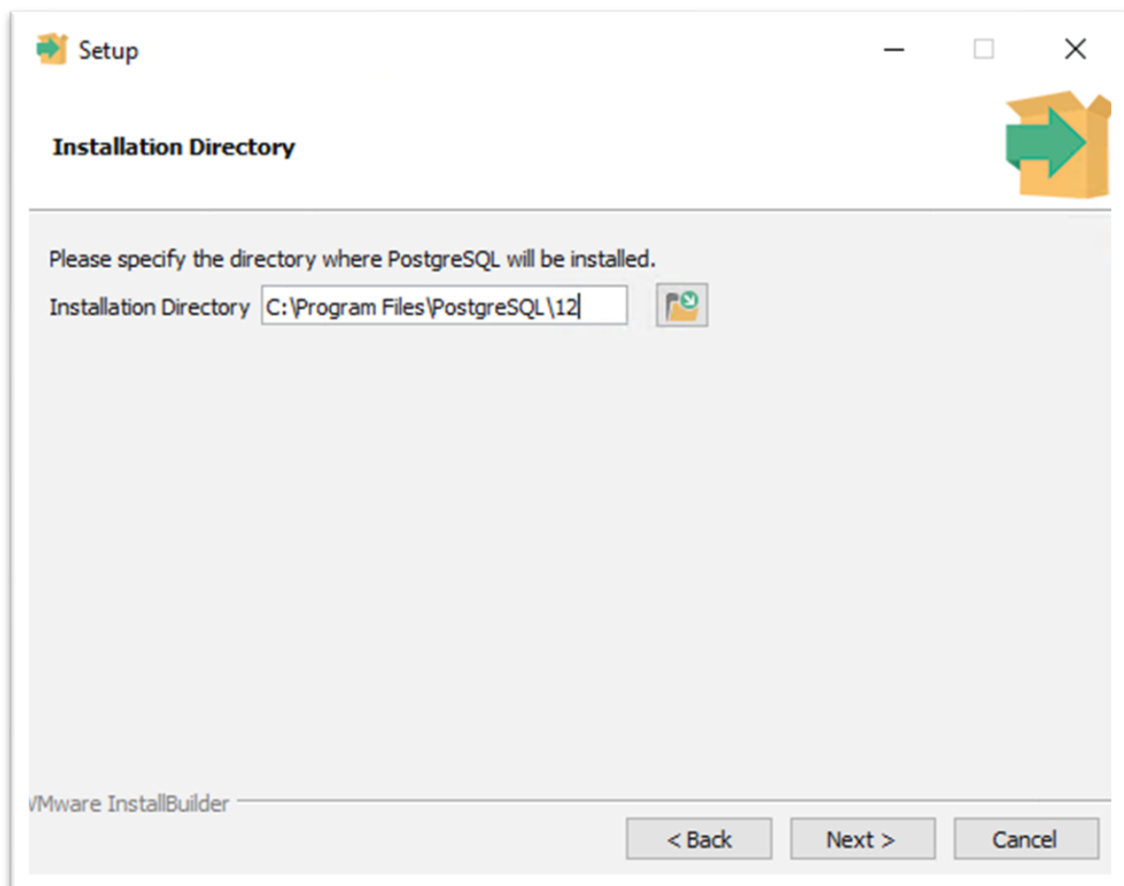 Setup
Installation Directory
Please specify the directory where PostgreSQL will be installed.
Installation Directory C:\Program Files\PostgreSQL\12
VMware InstallBuilder
< Back Next > Cancel